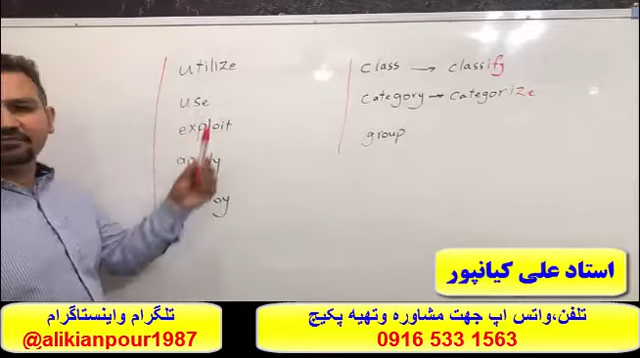 utilize
use
exploit
apply
class → classify
category → categorize
group
استاد علی کیانپور
تلگرام واینستاگرام
@alikianpour1987
تلفن،واتس اپ جهت مشاوره وتهیه پکیج
0916 533 1563